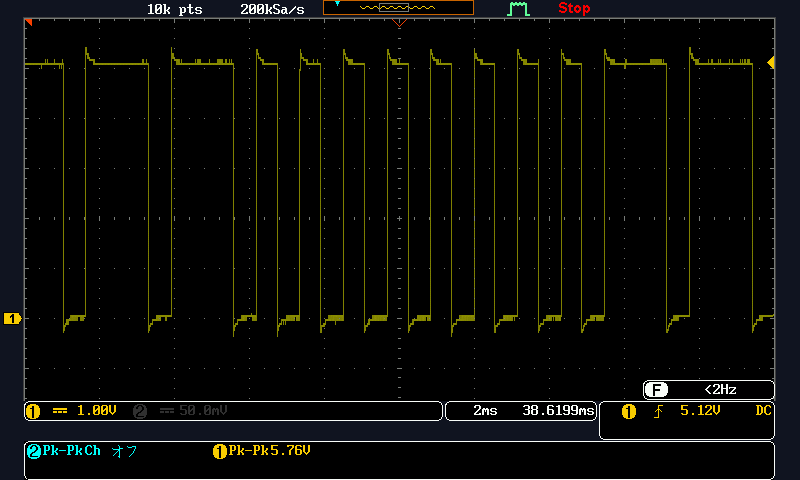 10k pts 200kSa/s Stop
1
F <2Hz
1 1.00V 2 50.0mV 2ms 38.6199ms 1 5.12V DC
2 Pk-PkCh オフ 1 Pk-Pk5.76V